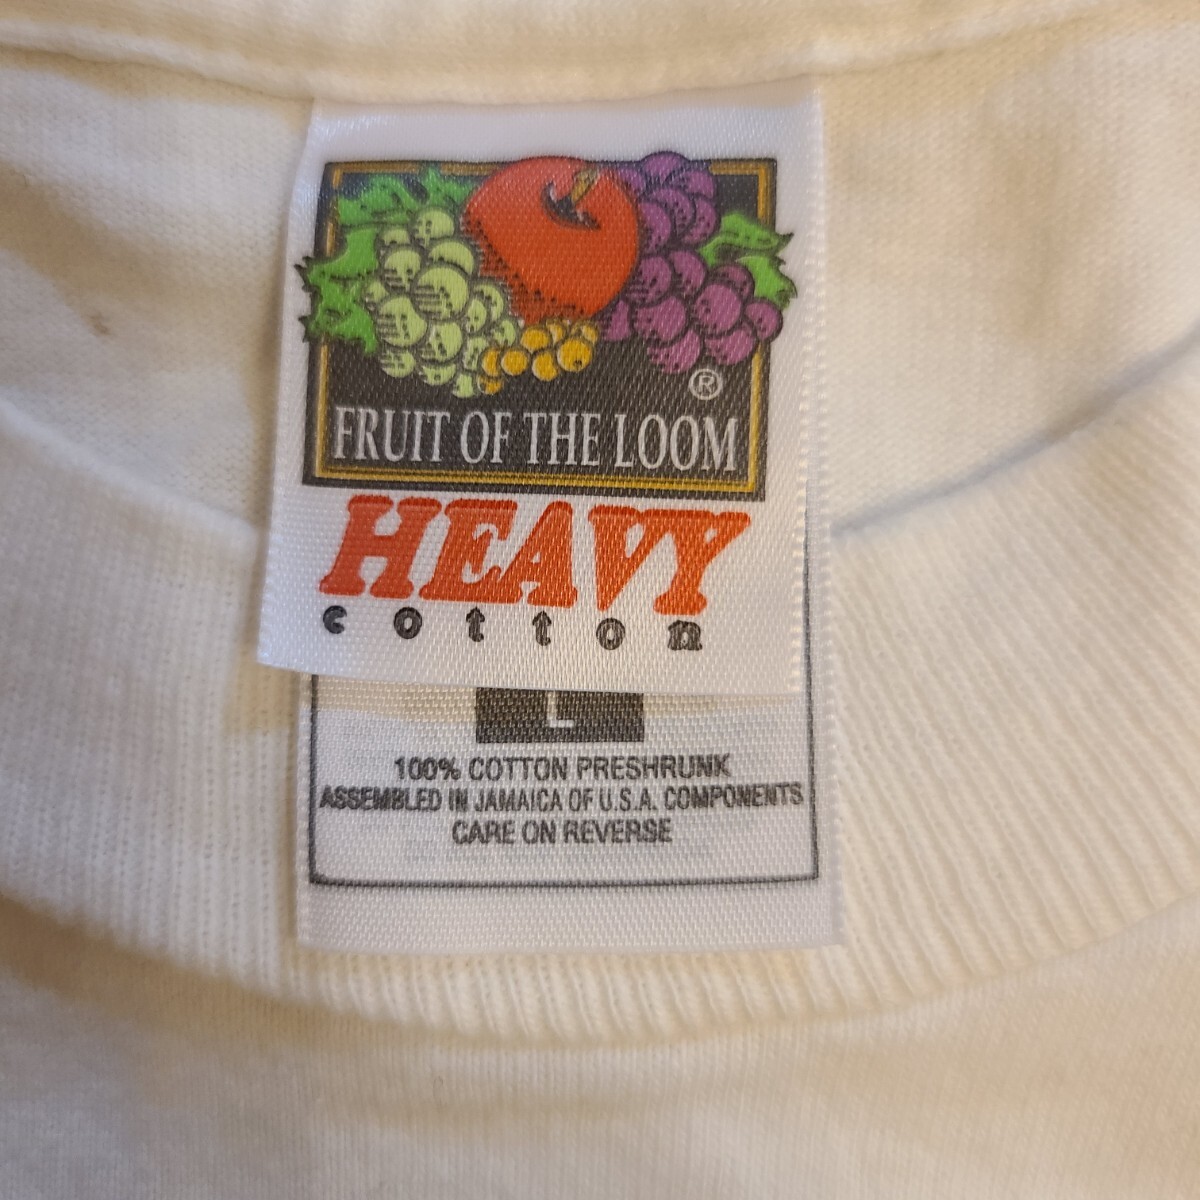 ®
FRUIT OF THE LOOM
HEAVY
cotton
L
100% COTTON PRESHRUNK
ASSEMBLED IN JAMAICA OF U.S.A. COMPONENTS
CARE ON REVERSE